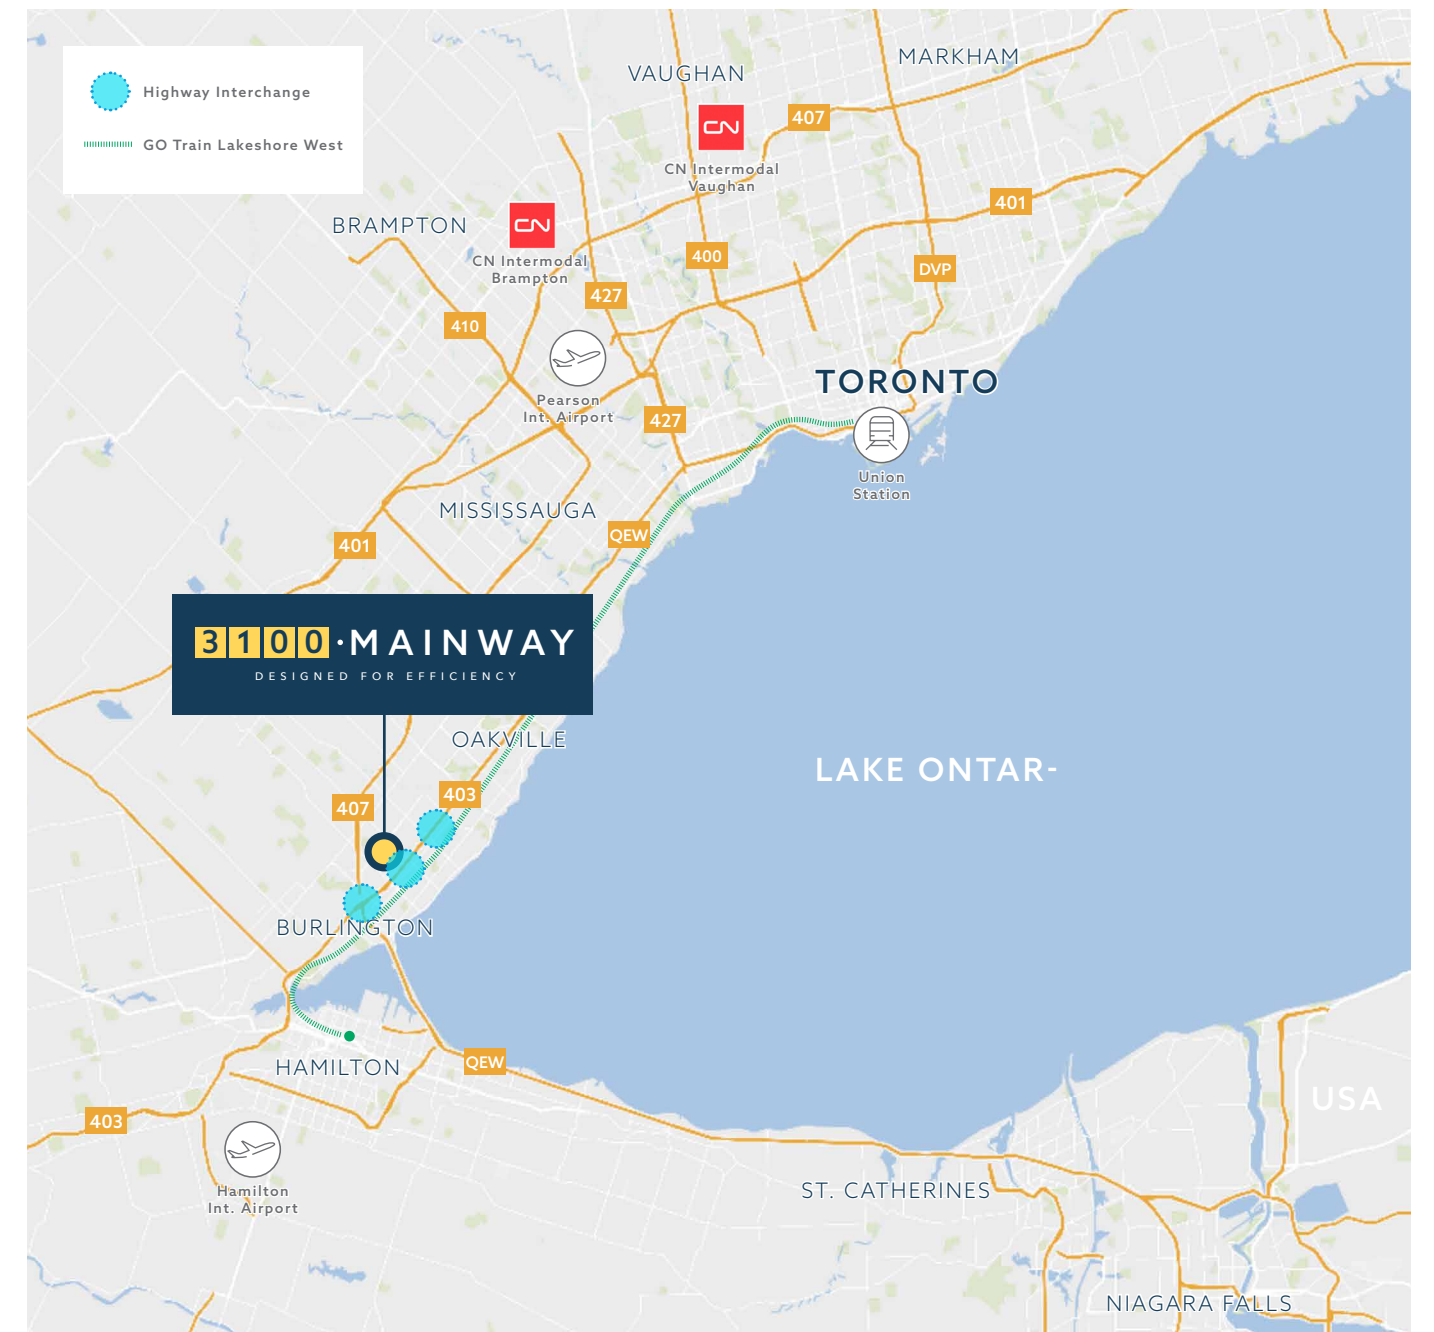 MARKHAM
VAUGHAN
Highway Interchange
407
CN
GO Train Lakeshore West
CN Intermodal
Vaughan
401
BRAMPTON
CN
400
CN Intermodal
Brampton
DVP
427
410
TORONTO
Pearson
Int. Airport
427
Union
Station
MISSISSAUGA
QEW
401
3100·MAINWAY
DESIGNED FOR EFFICIENCY
OAKVILLE
LAKE ONTAR-
403
407
BURLINGTON
HAMILTON
QEW
USA
403
Hamilton
Int. Airport
ST. CATHERINES
NIAGARA FALLS